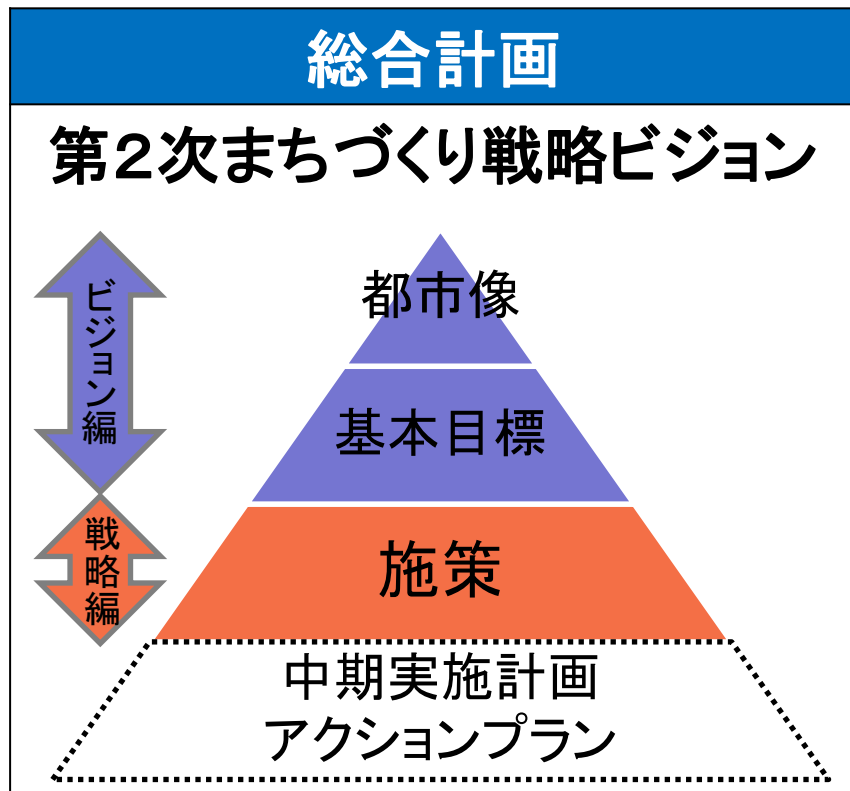 総合計画
第２次まちづくり戦略ビジョン
都市像
ビジョン編
基本目標
戦略編
施策
中期実施計画
アクションプラン